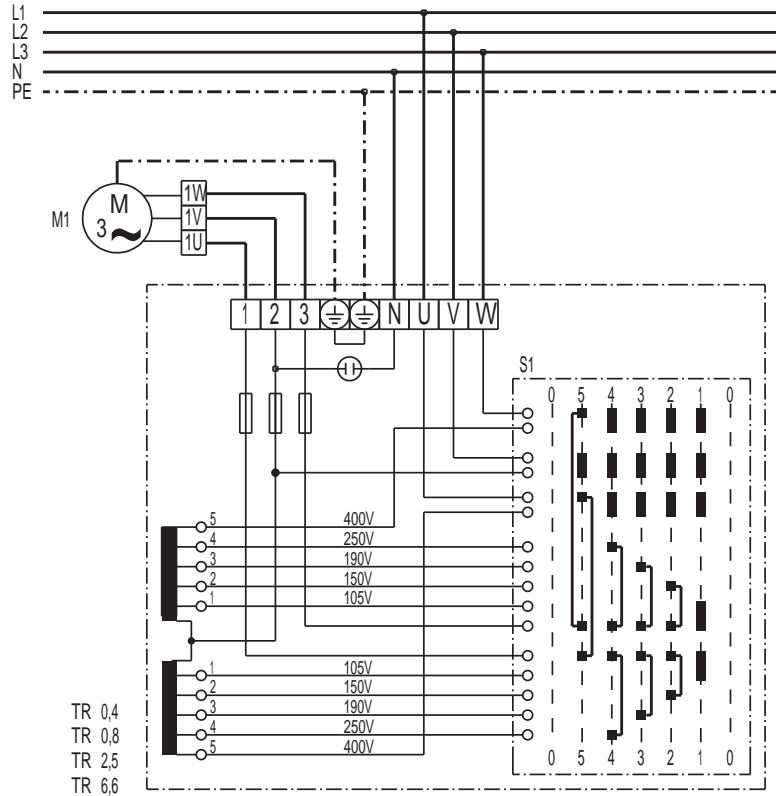 L1
L2
L3
N
PE
M1
M
3
1W
1V
1U
1 2 3 N U V W
S1
0 5 4 3 2 1 0
5 400V
4 250V
3 190V
2 150V
1 105V
1 105V
2 150V
3 190V
4 250V
5 400V
0 5 4 3 2 1 0
TR 0,4
TR 0,8
TR 2,5
TR 6,6